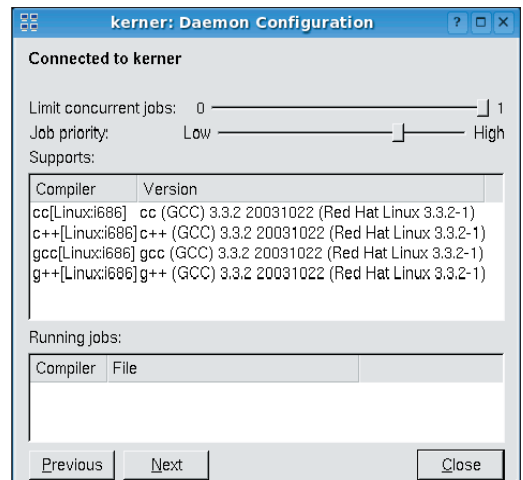 kerner: Daemon Configuration ?
Connected to kerner
Limit concurrent jobs: 0 1
Job priority: Low High
Supports:
Compiler Version
cc[Linux:i686] cc (GCC) 3.3.2 20031022 (Red Hat Linux 3.3.2-1)
c++[Linux:i686] c++ (GCC) 3.3.2 20031022 (Red Hat Linux 3.3.2-1)
gcc[Linux:i686] gcc (GCC) 3.3.2 20031022 (Red Hat Linux 3.3.2-1)
g++[Linux:i686] g++ (GCC) 3.3.2 20031022 (Red Hat Linux 3.3.2-1)
Running jobs:
Compiler File
Previous Next Close